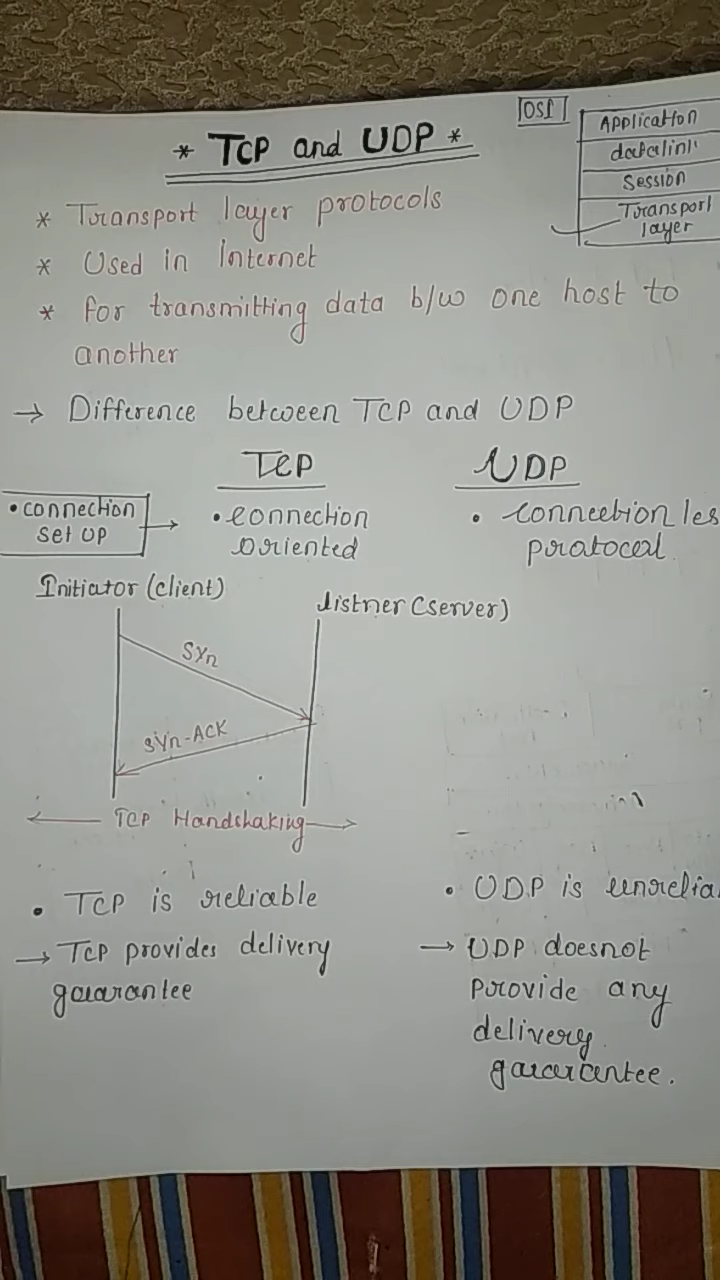 * TCP and UDP *
OSI
Application
datalink
Session
Transport
layer
* Transport layer protocols
* Used in Internet
* for transmitting data b/w one host to
another
→ Difference between TCP and UDP
TCP
UDP
• connection
set up
→
• connection
oriented
• connection les
protocol
Initiator (client)
listner (server)
SYn
SYn-ACK
TCP Handshaking
• TCP is reliable
→ TCP provides delivery
guarantee
• UDP is unrelia
→ UDP doesnot
provide any
delivery
guarantee.